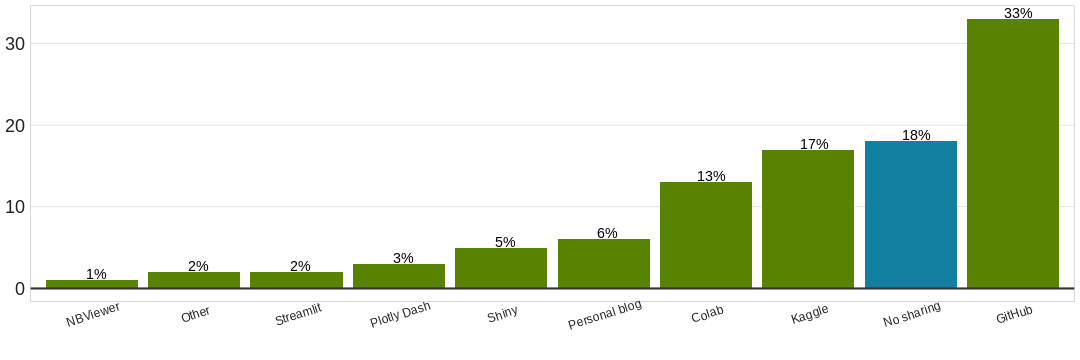 33%
30
20
18%
17%
13%
10
6%
5%
3%
2%
2%
1%
0
NBViewer
Other
Streamlit
Plotly Dash
Shiny
Personal blog
Colab
Kaggle
No sharing
GitHub